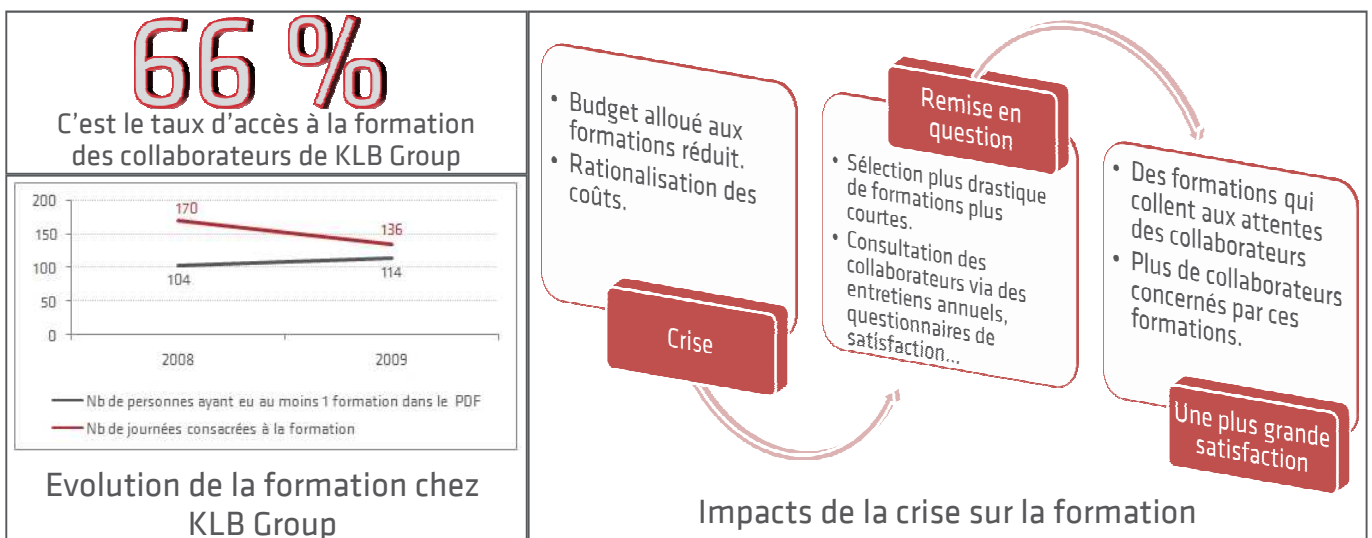 66 %
C'est le taux d'accès à la formation
des collaborateurs de KLB Group
200
150
100
50
0
170
136
104
114
2008
2009
Nb de personnes ayant eu au moins 1 formation dans le PDF
Nb de journées consacrées à la formation
Evolution de la formation chez
KLB Group
• Budget alloué aux
formations réduit.
• Rationalisation des
coûts.
Crise
Remise en
question
• Sélection plus drastique
de formations plus
courtes.
• Consultation des
collaborateurs via des
entretiens annuels,
questionnaires de
satisfaction...
• Des formations qui
collent aux attentes
des collaborateurs
• Plus de collaborateurs
concernés par ces
formations.
Une plus grande
satisfaction
Impacts de la crise sur la formation